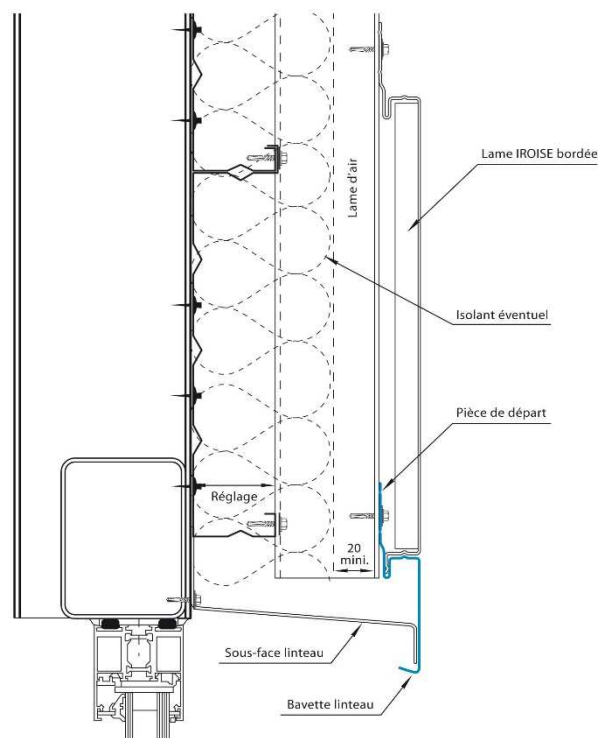 Lame IROISE bordée
Lame d'air
Isolant éventuel
Pièce de départ
Réglage
20
mini.
Sous-face linteau
Bavette linteau